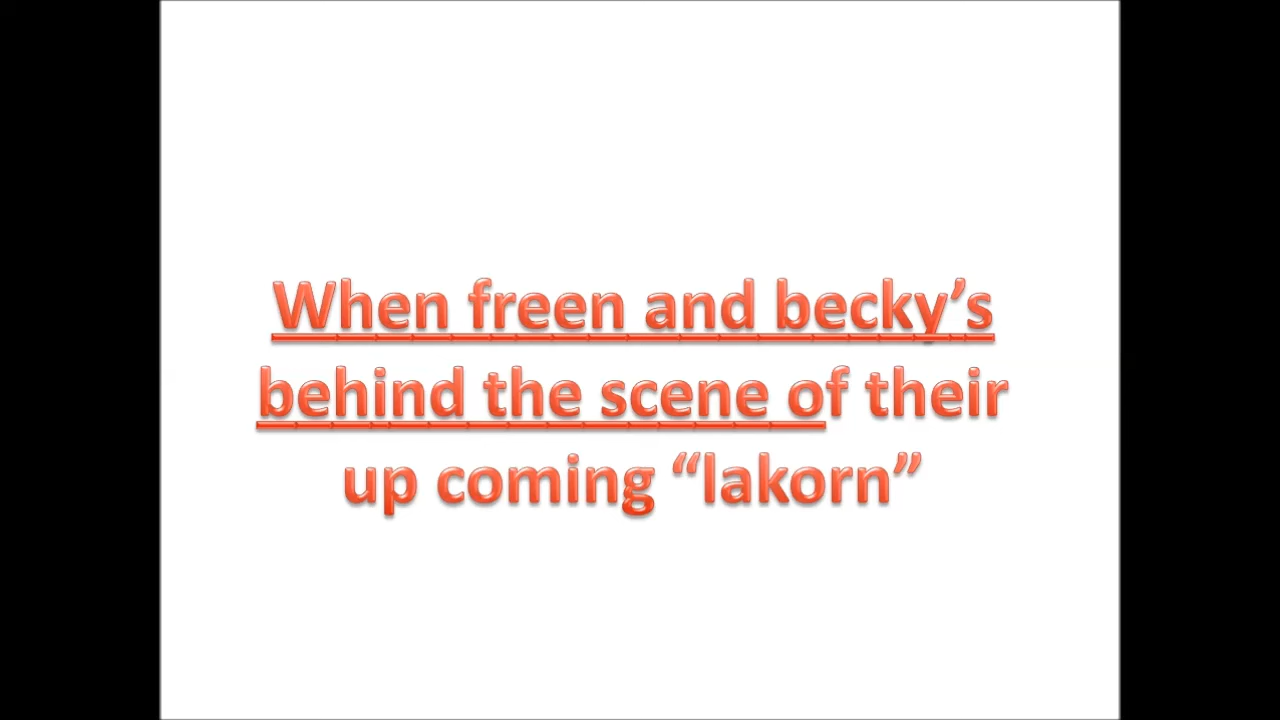 When freen and becky’s
behind the scene of their
up coming “lakorn”